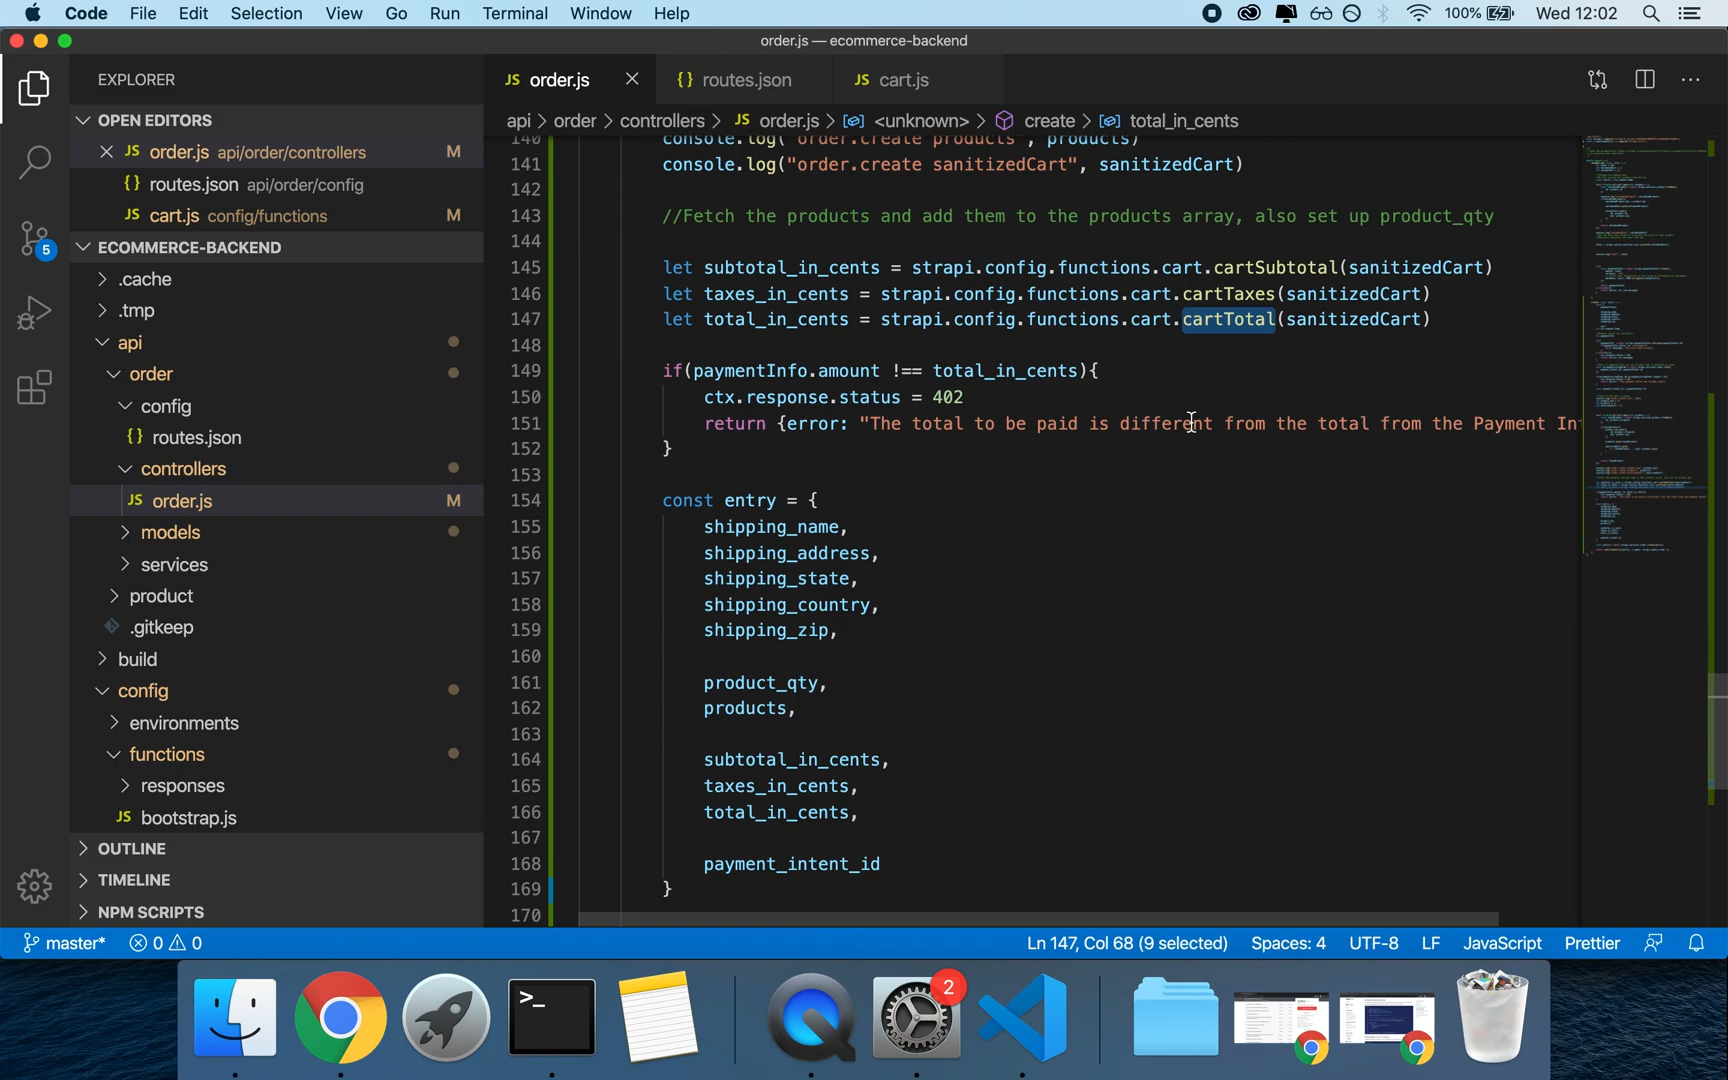 Code File Edit Selection View Go Run Terminal Window Help 100% Wed 12:02
order.js — ecommerce-backend
EXPLORER
JS order.js
{} routes.json
JS cart.js
OPEN EDITORS
api > order > controllers > JS order.js > <unknown> > create > total_in_cents
JS order.js api/order/controllers M
{} routes.json api/order/config
JS cart.js config/functions M
ECOMMERCE-BACKEND
5
.cache
.tmp
api
order
config
{} routes.json
controllers
JS order.js M
models
services
product
.gitkeep
build
config
environments
functions
responses
JS bootstrap.js
OUTLINE
TIMELINE
NPM SCRIPTS
140 console.log("order.create products", products)
141 console.log("order.create sanitizedCart", sanitizedCart)
142
143 //Fetch the products and add them to the products array, also set up product_qty
144
145 let subtotal_in_cents = strapi.config.functions.cart.cartSubtotal(sanitizedCart)
146 let taxes_in_cents = strapi.config.functions.cart.cartTaxes(sanitizedCart)
147 let total_in_cents = strapi.config.functions.cart.cartTotal(sanitizedCart)
148
149 if(paymentInfo.amount !== total_in_cents){
150 ctx.response.status = 402
151 return {error: "The total to be paid is different from the total from the Payment In
152 }
153
154 const entry = {
155 shipping_name,
156 shipping_address,
157 shipping_state,
158 shipping_country,
159 shipping_zip,
160
161 product_qty,
162 products,
163
164 subtotal_in_cents,
165 taxes_in_cents,
166 total_in_cents,
167
168 payment_intent_id
169 }
170
master* 0 0 Ln 147, Col 68 (9 selected) Spaces: 4 UTF-8 LF JavaScript Prettier
>_
2